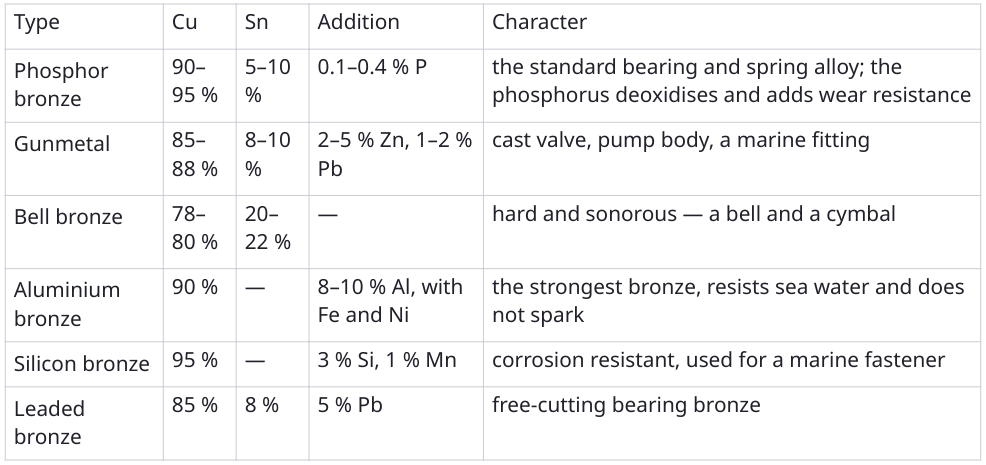 Type Cu Sn Addition Character
Phosphor bronze 90–95 % 5–10 % 0.1–0.4 % P the standard bearing and spring alloy; the phosphorus deoxidises and adds wear resistance
Gunmetal 85–88 % 8–10 % 2–5 % Zn, 1–2 % Pb cast valve, pump body, a marine fitting
Bell bronze 78–80 % 20–22 % — hard and sonorous — a bell and a cymbal
Aluminium bronze 90 % — 8–10 % Al, with Fe and Ni the strongest bronze, resists sea water and does not spark
Silicon bronze 95 % — 3 % Si, 1 % Mn corrosion resistant, used for a marine fastener
Leaded bronze 85 % 8 % 5 % Pb free-cutting bearing bronze